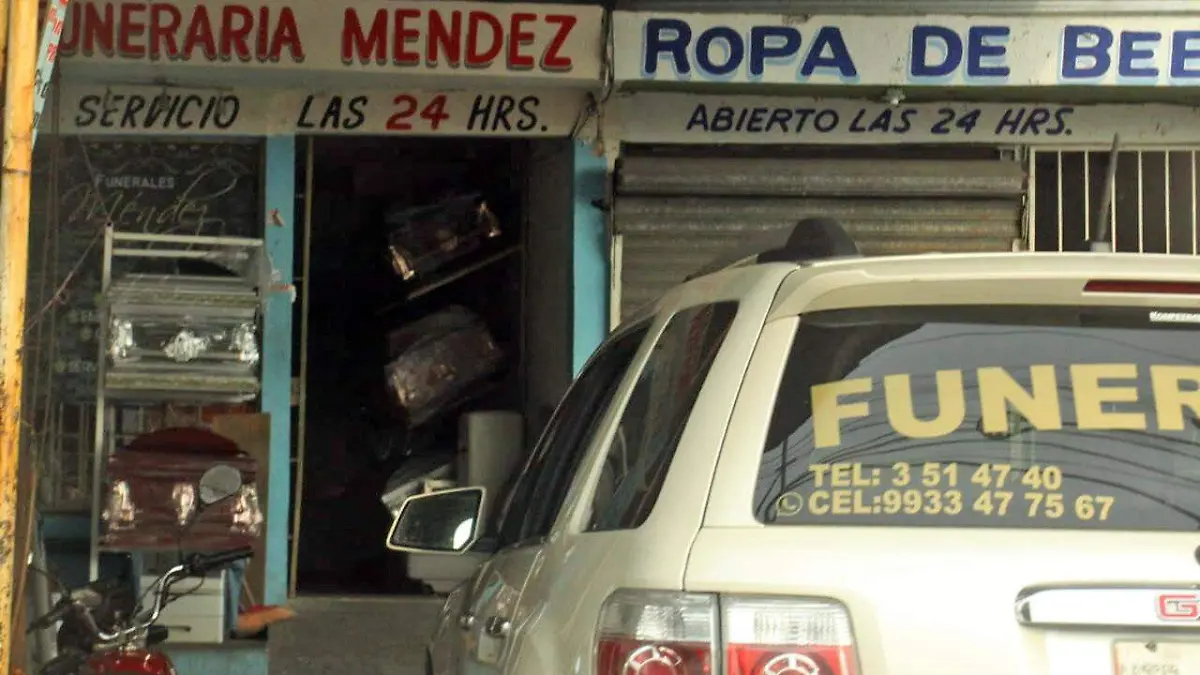 UNERARIA MENDEZ
SERVICIO LAS 24 HRS.
ROPA DE BEB
ABIERTO LAS 24 HRS.
FUNERALES
Méndez
FUNER
TEL: 3 51 47 40
CEL:9933 47 75 67